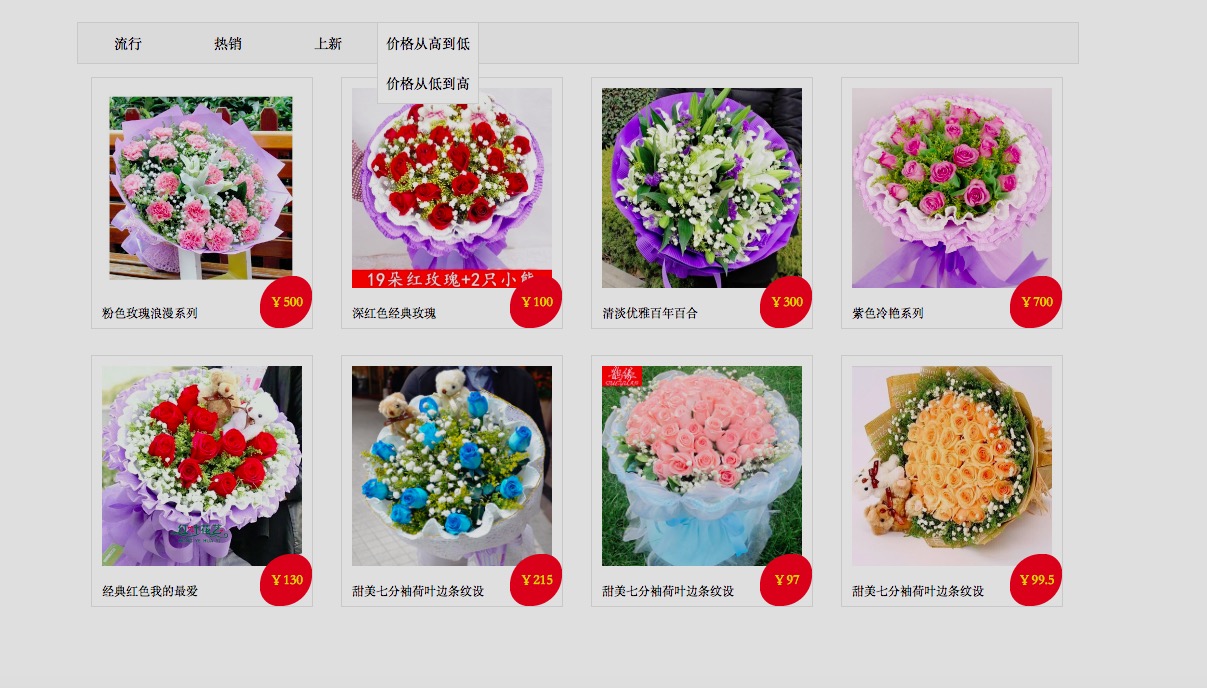 流行 热销 上新 价格从高到低
价格从低到高
19朵红玫瑰+2只小熊
￥500 ￥100 ￥300 ￥700
粉色玫瑰浪漫系列 深红色经典玫瑰 清淡优雅百年百合 紫色冷艳系列
￥130 ￥215 ￥97 ￥99.5
经典红色我的最爱 甜美七分袖荷叶边条纹设 甜美七分袖荷叶边条纹设 甜美七分袖荷叶边条纹设